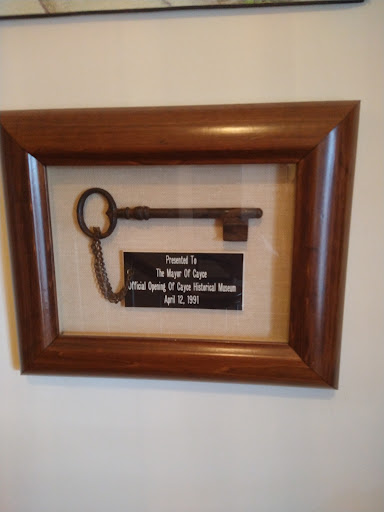 Presented To
The Mayor Of Cayce
Official Opening Of Cayce Historical Museum
April 12, 1991